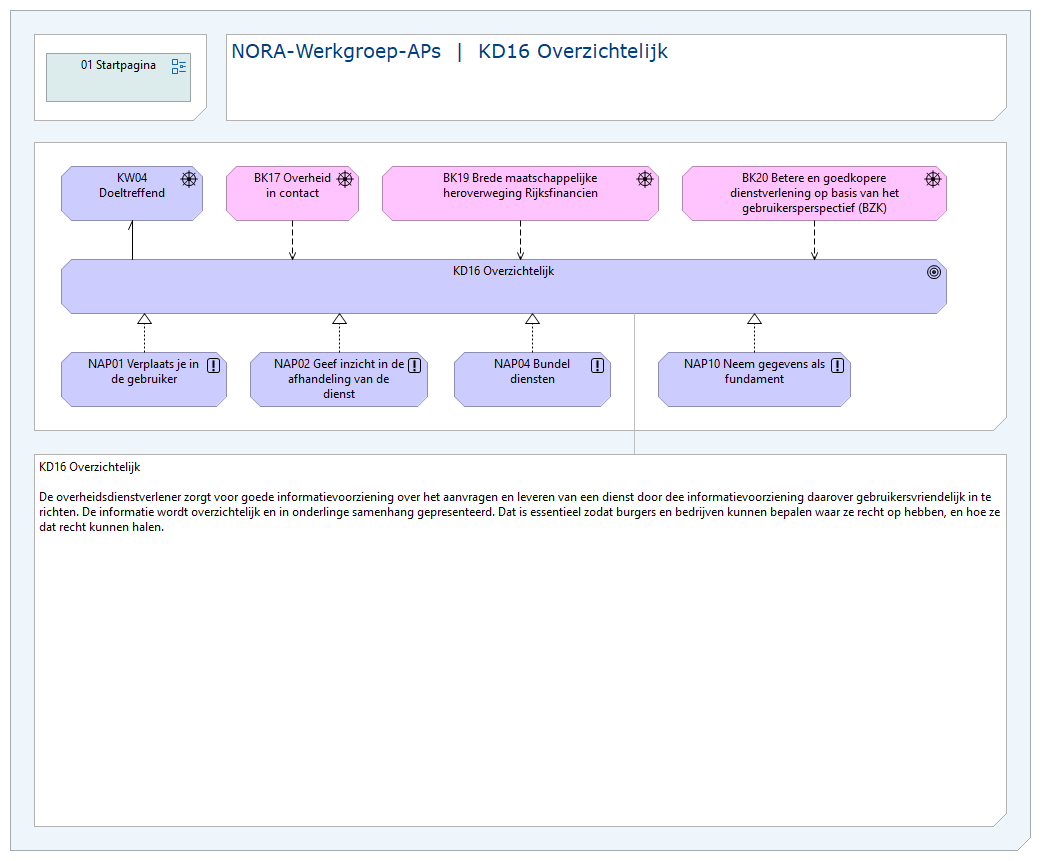 01 Startpagina
NORA-Werkgroep-APs | KD16 Overzichtelijk
KW04
Doeltreffend
BK17 Overheid
in contact
BK19 Brede maatschappelijke
heroverweging Rijksfinancien
BK20 Betere en goedkopere
dienstverlening op basis van het
gebruikersperspectief (BZK)
KD16 Overzichtelijk
NAP01 Verplaats je in
de gebruiker
NAP02 Geef inzicht in de
afhandeling van de
dienst
NAP04 Bundel
diensten
NAP10 Neem gegevens als
fundament
KD16 Overzichtelijk
De overheidsdienstverlener zorgt voor goede informatievoorziening over het aanvragen en leveren van een dienst door dee informatievoorziening daarover gebruikersvriendelijk in te
richten. De informatie wordt overzichtelijk en in onderlinge samenhang gepresenteerd. Dat is essentieel zodat burgers en bedrijven kunnen bepalen waar ze recht op hebben, en hoe ze
dat recht kunnen halen.